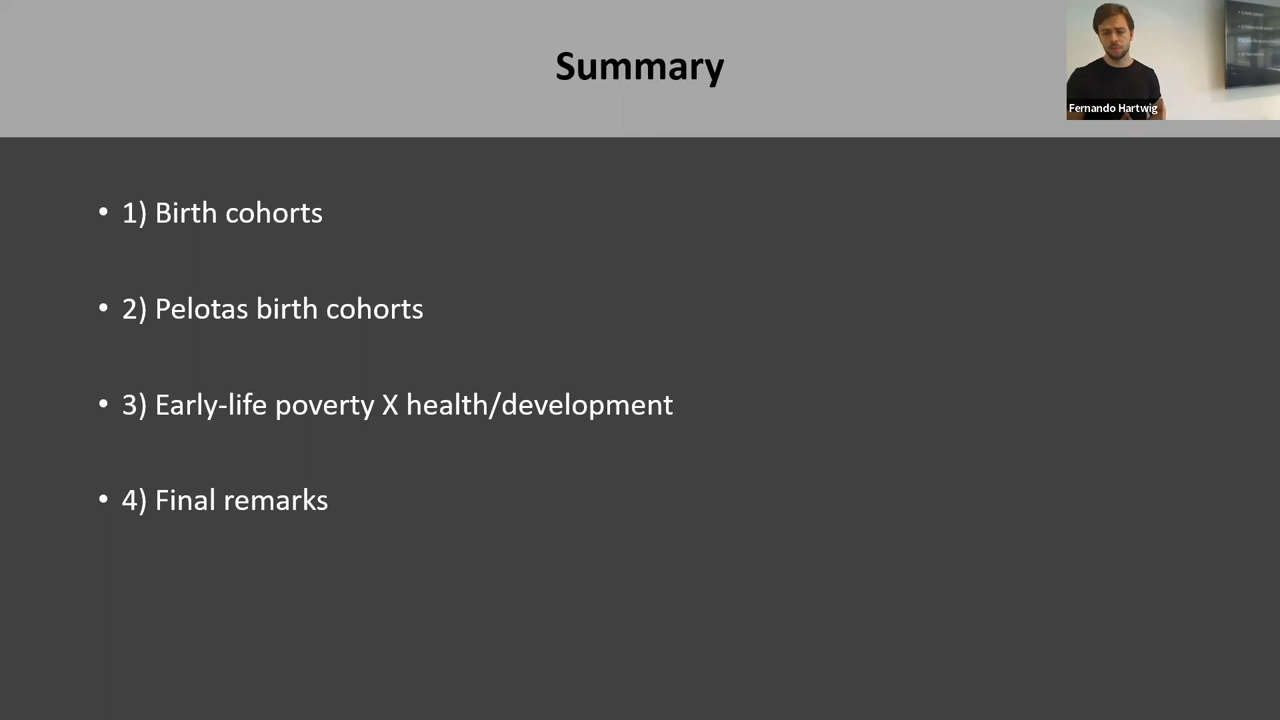 Summary
Fernando Hartwig
• 1) Birth cohorts
• 2) Pelotas birth cohorts
• 3) Early-life poverty X health/development
• 4) Final remarks